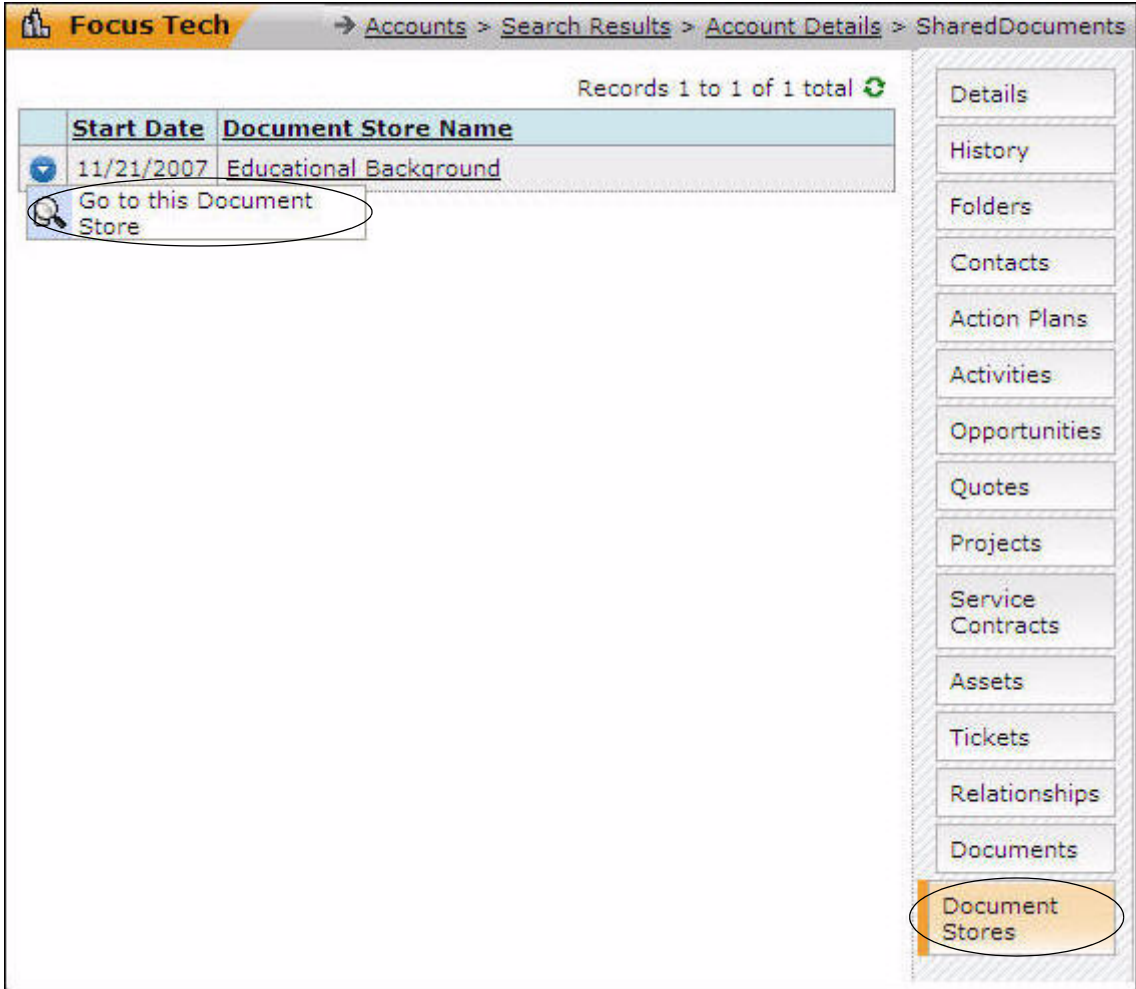 Focus Tech
→ Accounts > Search Results > Account Details > SharedDocuments
Records 1 to 1 of 1 total
Start Date Document Store Name
11/21/2007 Educational Background
Go to this Document
Store
Details
History
Folders
Contacts
Action Plans
Activities
Opportunities
Quotes
Projects
Service
Contracts
Assets
Tickets
Relationships
Documents
Document
Stores